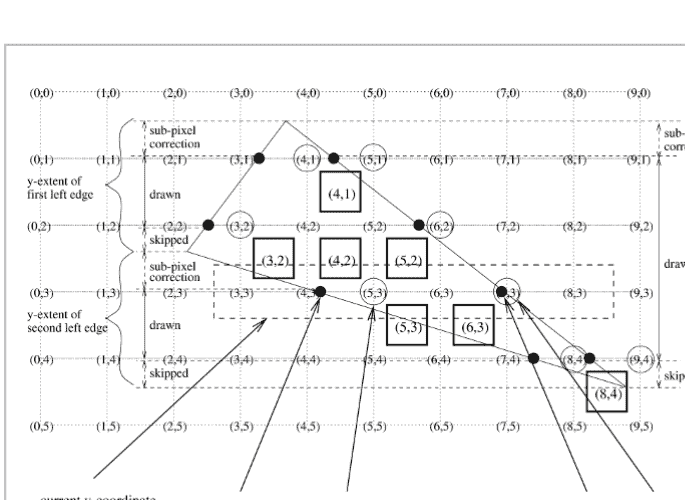 (0,0) (1,0) (2,0) (3,0) (4,0) (5,0) (6,0) (7,0) (8,0) (9,0)
sub-pixel
correction
sub-
corre
(0,1) (1,1) (2,1) (3,1) (4,1) (5,1) (6,1) (7,1) (8,1) (9,1)
y-extent of
first left edge
drawn
(4,1)
(0,2) (1,2) (2,2) (3,2) (4,2) (5,2) (6,2) (7,2) (8,2) (9,2)
skipped
(3,2) (4,2) (5,2)
sub-pixel
correction
draw
(0,3) (1,3) (2,3) (3,3) (4,3) (5,3) (6,3) (7,3) (8,3) (9,3)
y-extent of
second left edge
drawn
(5,3) (6,3)
(0,4) (1,4) (2,4) (3,4) (4,4) (5,4) (6,4) (7,4) (8,4) (9,4)
skipped
skip
(8,4)
(0,5) (1,5) (2,5) (3,5) (4,5) (5,5) (6,5) (7,5) (8,5) (9,5)
current y-coordinate